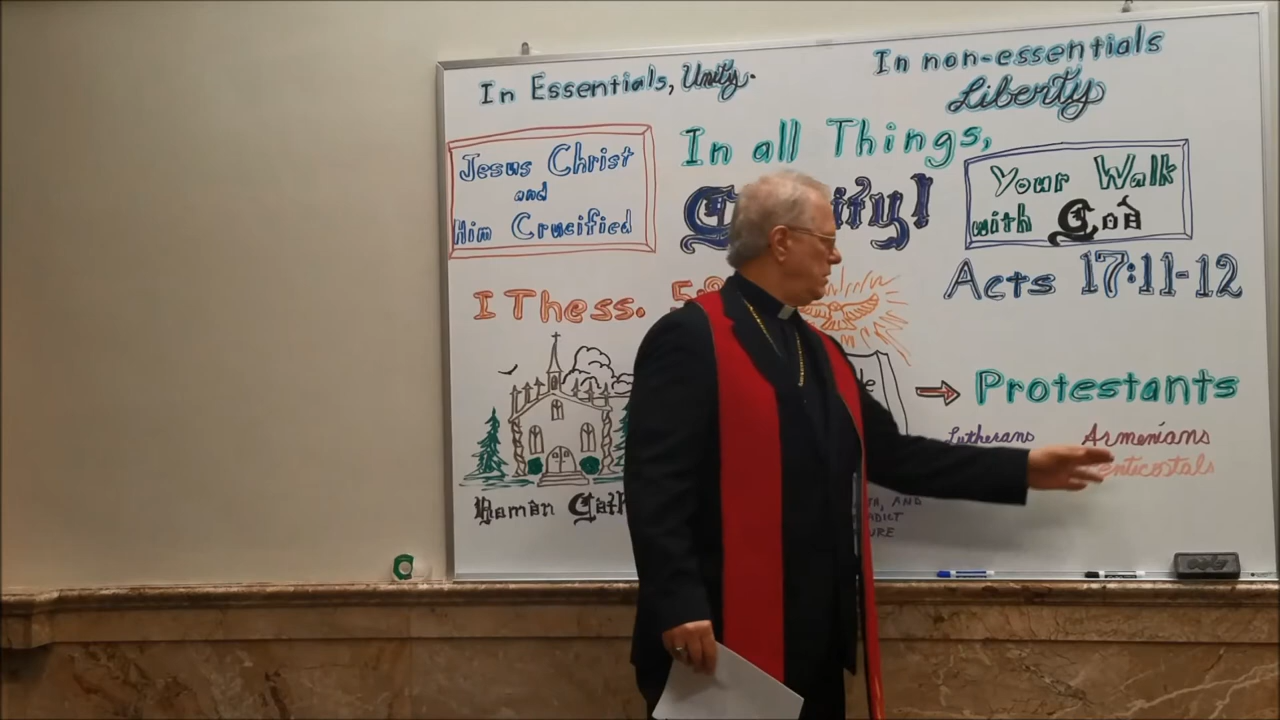 In Essentials, Unity.
In non-essentials
Liberty
In all Things,
Jesus Christ
and
Him Crucified
Your Walk
with God
Acts 17:11-12
I Thess.
Protestants
Lutherans
Armenians
Roman
AND